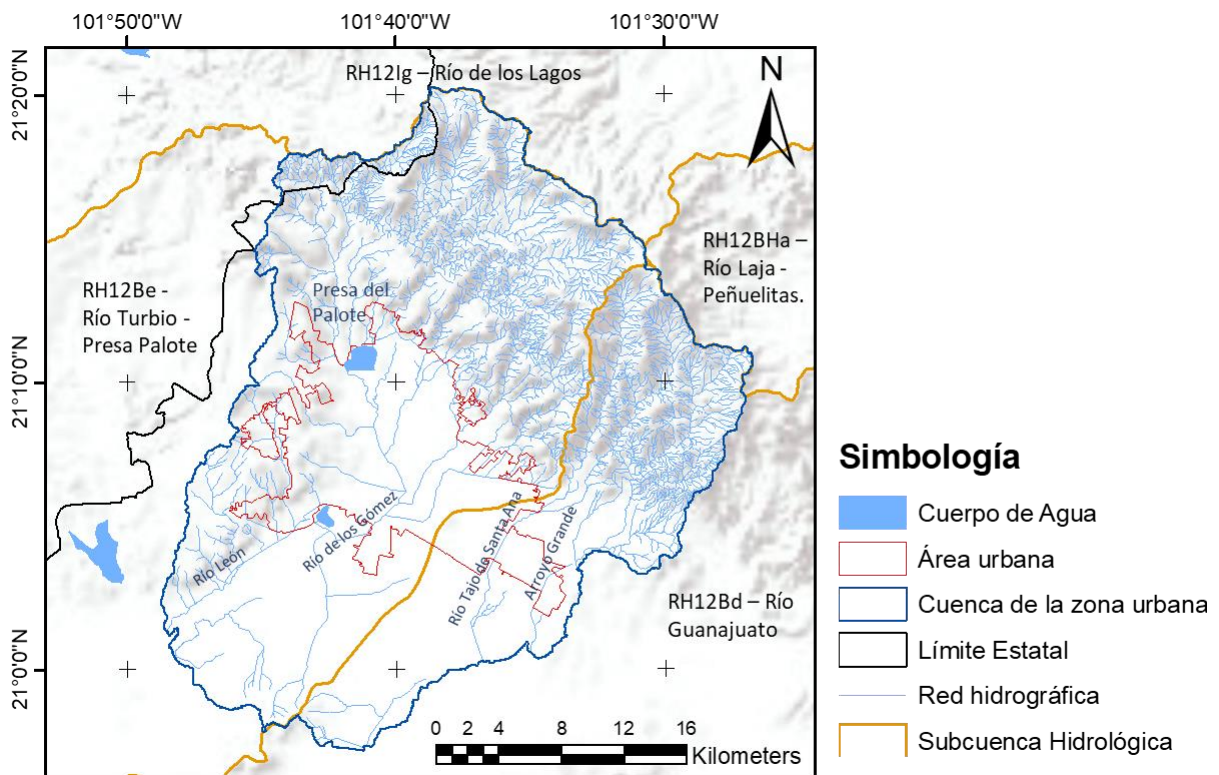 101°50'0"W
101°40'0"W
101°30'0"W
21°20'0"N
21°10'0"N
21°0'0"N
RH12Ig – Río de los Lagos
N
RH12BHa –
Río Laja -
Peñuelitas.
RH12Be -
Río Turbio -
Presa Palote
Presa del
Palote
Río León
Río de los Gómez
Río Tajo de Santa Ana
Arroyo Grande
RH12Bd – Río
Guanajuato
0 2 4 8 12 16
Kilometers
Simbología
Cuerpo de Agua
Área urbana
Cuenca de la zona urbana
Límite Estatal
Red hidrográfica
Subcuenca Hidrológica